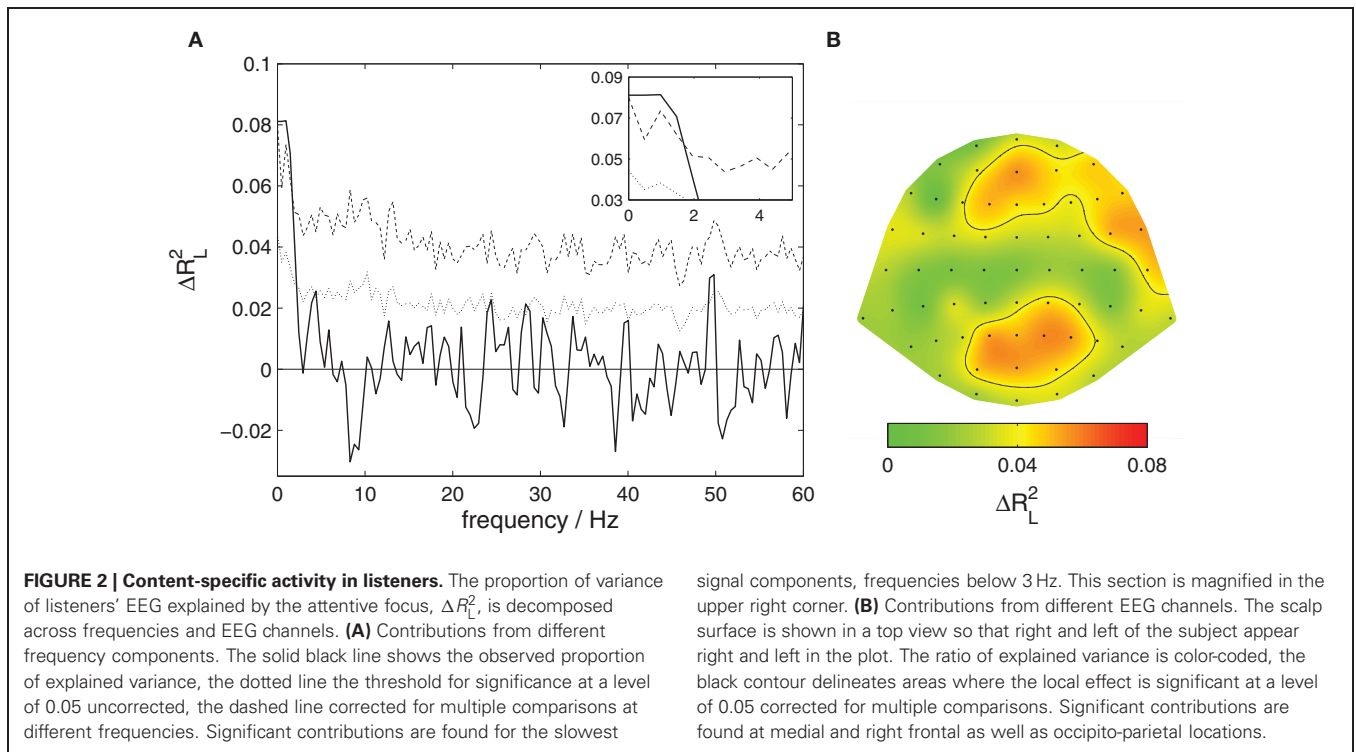 A
B
0.1
0.08
0.06
0.04
0.02
0
−0.02
ΔR²L
0 10 20 30 40 50 60
frequency / Hz
0.09
0.07
0.05
0.03
0 2 4
0 0.04 0.08
ΔR²L
FIGURE 2 | Content-specific activity in listeners. The proportion of variance
of listeners' EEG explained by the attentive focus, ΔR²L, is decomposed
across frequencies and EEG channels. (A) Contributions from different
frequency components. The solid black line shows the observed proportion
of explained variance, the dotted line the threshold for significance at a level
of 0.05 uncorrected, the dashed line corrected for multiple comparisons at
different frequencies. Significant contributions are found for the slowest
signal components, frequencies below 3 Hz. This section is magnified in the
upper right corner. (B) Contributions from different EEG channels. The scalp
surface is shown in a top view so that right and left of the subject appear
right and left in the plot. The ratio of explained variance is color-coded, the
black contour delineates areas where the local effect is significant at a level
of 0.05 corrected for multiple comparisons. Significant contributions are
found at medial and right frontal as well as occipito-parietal locations.